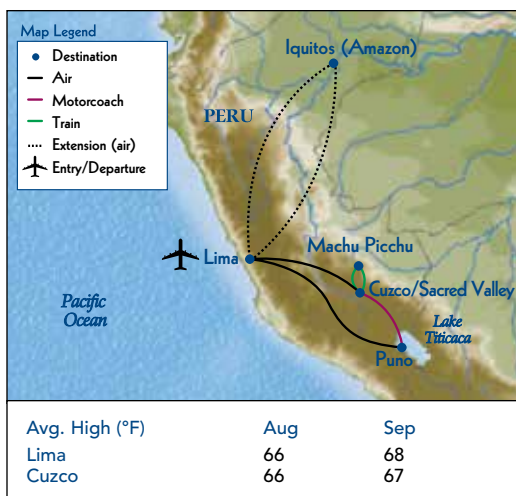 Map Legend
Destination
Air
Motorcoach
Train
Extension (air)
Entry/Departure
Iquitos (Amazon)
PERU
Lima
Machu Picchu
Cuzco/Sacred Valley
Pacific
Ocean
Lake
Titicaca
Puno
Avg. High (°F) Aug Sep
Lima 66 68
Cuzco 66 67